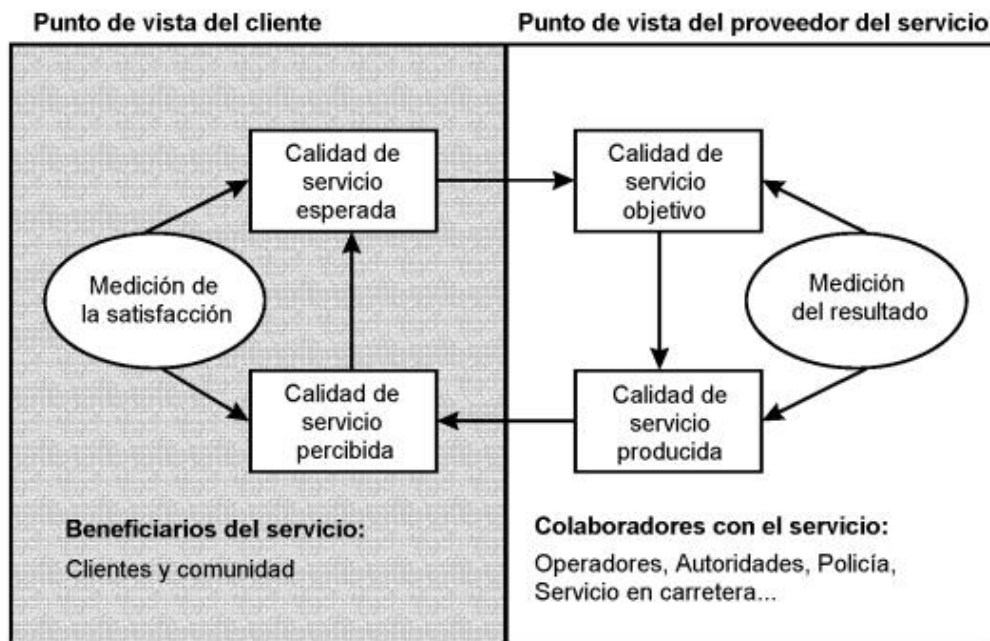 Punto de vista del cliente
Punto de vista del proveedor del servicio
Calidad de
servicio
esperada
Calidad de
servicio
objetivo
Medición de
la satisfacción
Medición
del resultado
Calidad de
servicio
percibida
Calidad de
servicio
producida
Beneficiarios del servicio:
Clientes y comunidad
Colaboradores con el servicio:
Operadores, Autoridades, Policía,
Servicio en carretera...